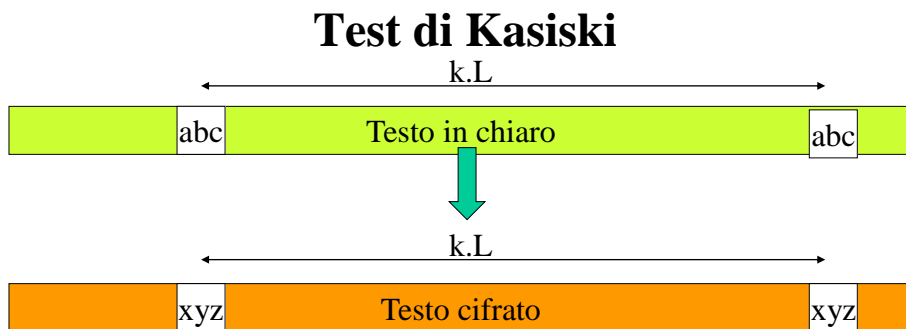 Test di Kasiski
k.L
abc Testo in chiaro abc
k.L
xyz Testo cifrato xyz